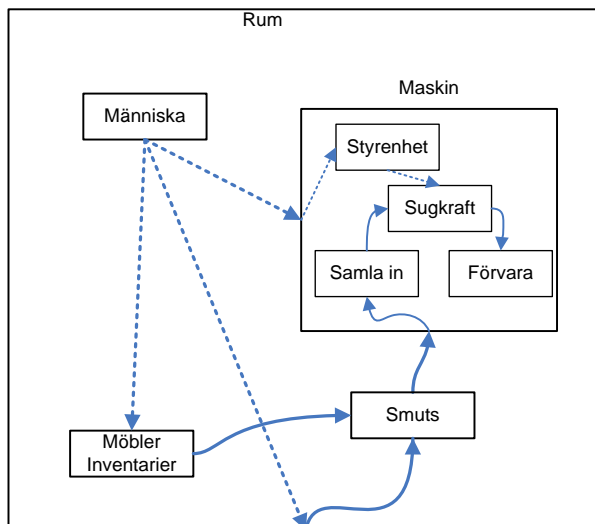 Rum
Maskin
Människa
Styrenhet
Sugkraft
Samla in
Förvara
Smuts
Möbler
Inventarier